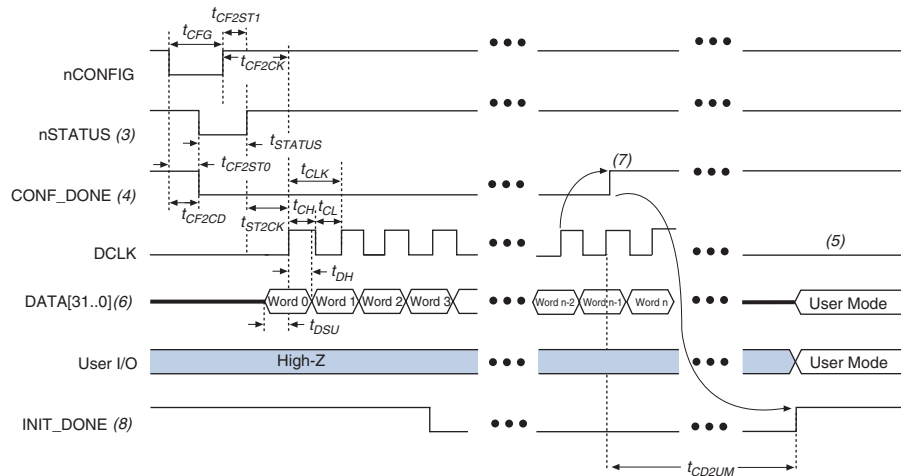 tCF2ST1
tCFG
tCF2CK
nCONFIG
nSTATUS (3)
tSTATUS
tCF2ST0
tCLK
(7)
CONF_DONE (4)
tCF2CD
tST2CK
tCH
tCL
DCLK
(5)
tDH
DATA[31..0](6)
Word 0
Word 1
Word 2
Word 3
Word n-2
Word n-1
Word n
User Mode
tDSU
User I/O
High-Z
User Mode
INIT_DONE (8)
tCD2UM